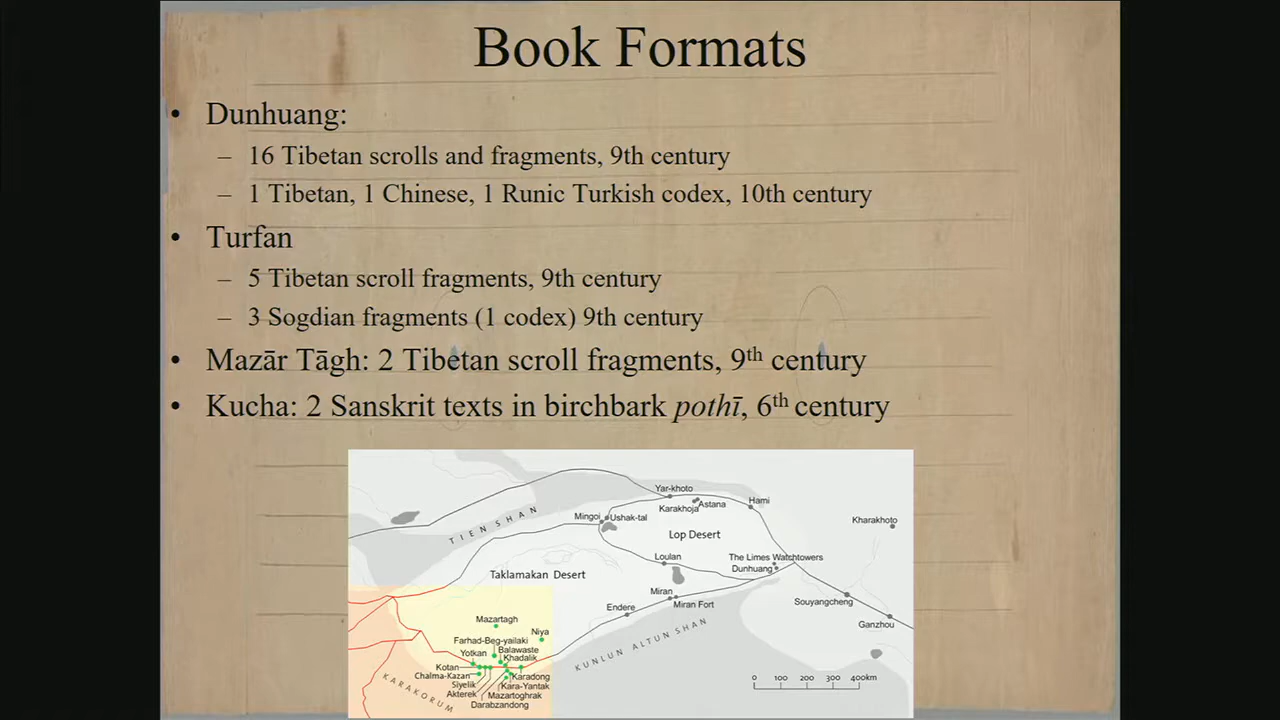 Book Formats
• Dunhuang:
– 16 Tibetan scrolls and fragments, 9th century
– 1 Tibetan, 1 Chinese, 1 Runic Turkish codex, 10th century
• Turfan
– 5 Tibetan scroll fragments, 9th century
– 3 Sogdian fragments (1 codex) 9th century
• Mazār Tāgh: 2 Tibetan scroll fragments, 9th century
• Kucha: 2 Sanskrit texts in birchbark pothī, 6th century
Yar-khoto
Karakhoja
Astana
Hami
Mingoi
Ushak-tal
Kharakhoto
TIEN SHAN
Lop Desert
Loulan
The Limes Watchtowers
Dunhuang
Taklamakan Desert
Miran
Miran Fort
Endere
Souyangcheng
Ganzhou
KUNLUN ALTUN SHAN
Mazartagh
Niya
Farhad-Beg-yailaki
Balawaste
Yotkan
Khadalik
Kotan
Chalma-Kazan
Karadong
Siyelik
Kara-Yantak
Akterek
Mazartoghrak
Darabzandong
KARAKORUM
0 100 200 300 400km